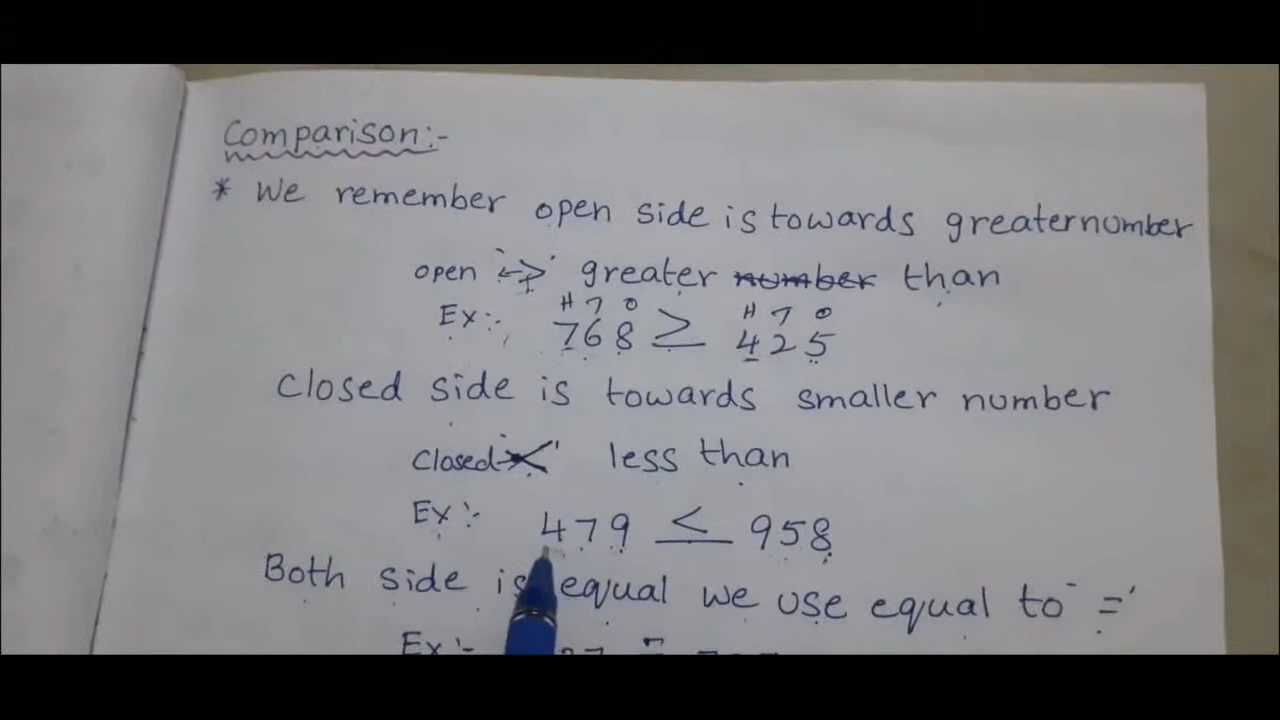 Comparison:-
* We remember open side is towards greaternumber
open '>' greater number than
H T O H T O
Ex:- 768 > 425
Closed side is towards smaller number
Closed '<' less than
Ex:- 479 < 958
Both side is equal we use equal to '='
Ex:-